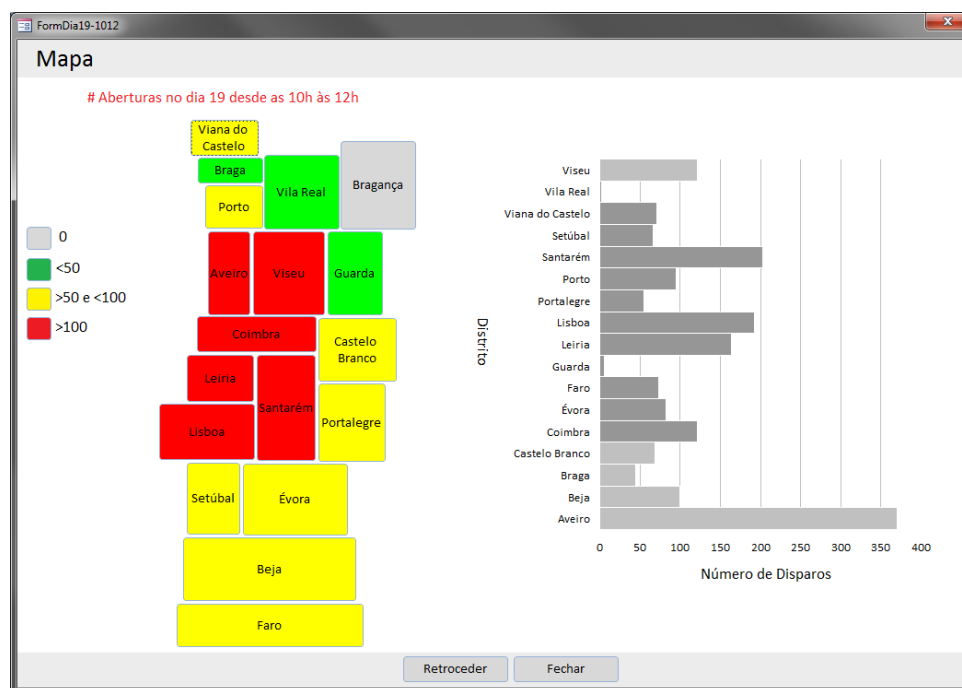 FormDia19-1012
Mapa
# Aberturas no dia 19 desde as 10h às 12h
Viana do
Castelo
Braga
Porto
Vila Real
Bragança
Aveiro
Viseu
Guarda
Coimbra
Castelo
Branco
Leiria
Santarém
Portalegre
Lisboa
Setúbal
Évora
Beja
Faro
0
<50
>50 e <100
>100
Distrito
Viseu
Vila Real
Viana do Castelo
Setúbal
Santarém
Porto
Portalegre
Lisboa
Leiria
Guarda
Faro
Évora
Coimbra
Castelo Branco
Braga
Beja
Aveiro
0 50 100 150 200 250 300 350 400
Número de Disparos
Retroceder
Fechar